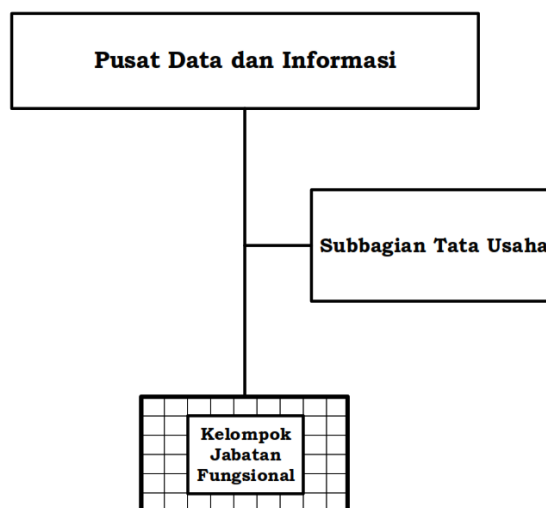 Pusat Data dan Informasi
Subbagian Tata Usaha
Kelompok
Jabatan
Fungsional